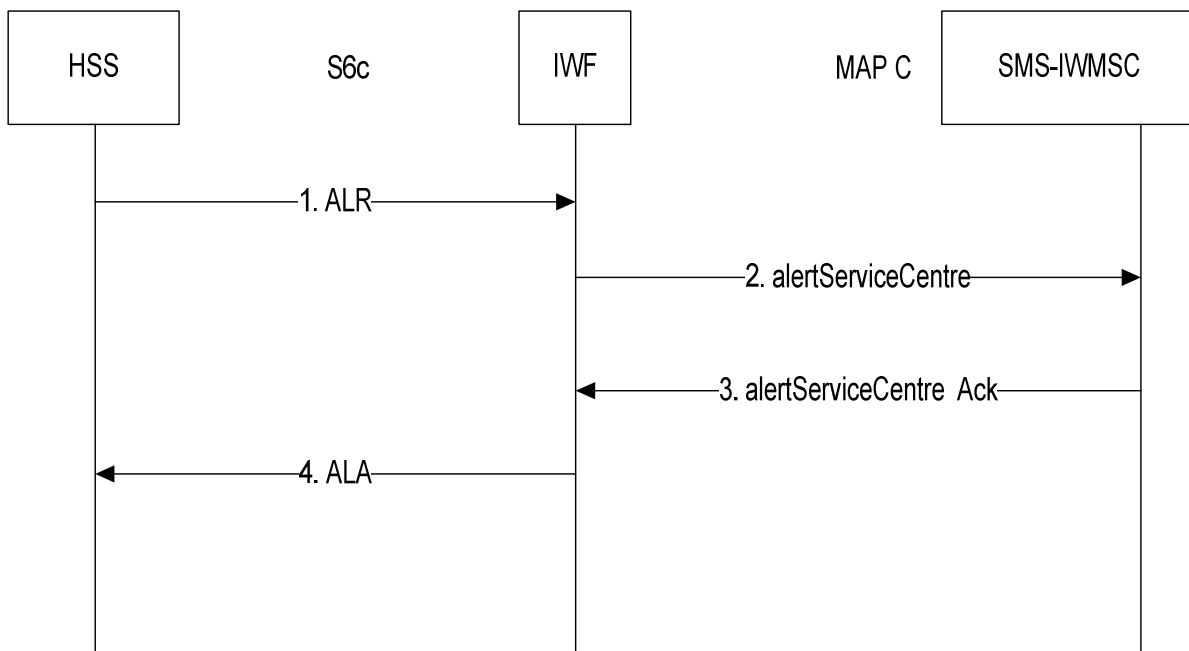 HSS
S6c
IWF
MAP C
SMS-IWMSC
1. ALR
2. alertServiceCentre
3. alertServiceCentre Ack
4. ALA